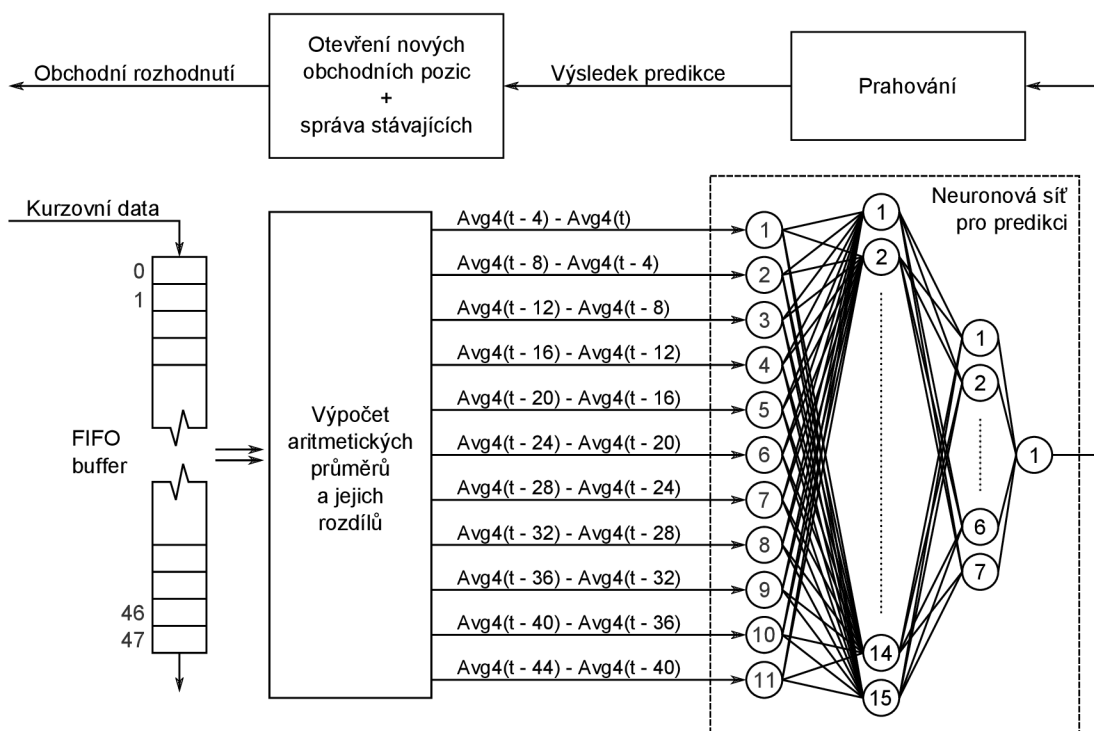 Obchodní rozhodnutí
Otevření nových
obchodních pozic
+
správa stávajících
Výsledek predikce
Prahování
Kurzovní data
0
1
FIFO
buffer
46
47
Výpočet
aritmetických
průměrů
a jejich
rozdílů
Avg4(t - 4) - Avg4(t)
Avg4(t - 8) - Avg4(t - 4)
Avg4(t - 12) - Avg4(t - 8)
Avg4(t - 16) - Avg4(t - 12)
Avg4(t - 20) - Avg4(t - 16)
Avg4(t - 24) - Avg4(t - 20)
Avg4(t - 28) - Avg4(t - 24)
Avg4(t - 32) - Avg4(t - 28)
Avg4(t - 36) - Avg4(t - 32)
Avg4(t - 40) - Avg4(t - 36)
Avg4(t - 44) - Avg4(t - 40)
Neuronová síť
pro predikci
1
2
3
4
5
6
7
8
9
10
11
1
2
14
15
1
2
6
7
1